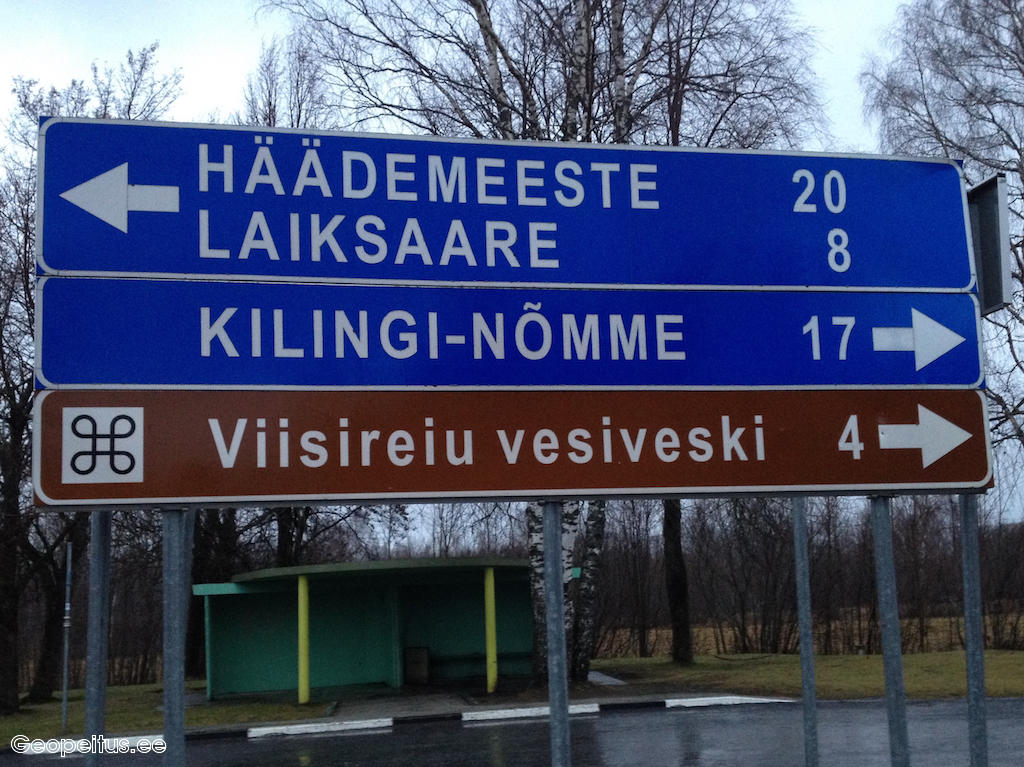 HÄÄDEMEESTE 20
LAIKSAARE 8
KILINGI-NÕMME 17
Viisireiu vesiveski 4
Geopeitus.ee